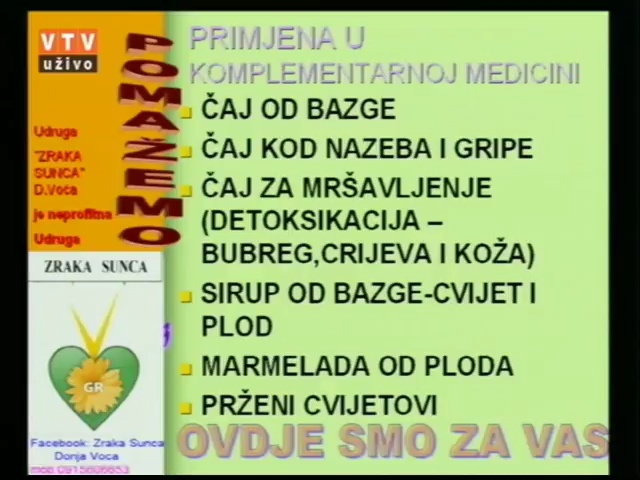 VTV
uživo
POMAŽEMO
Udruga
"ZRAKA
SUNCA"
D.Voća
je neprofitna
Udruga
ZRAKA SUNCA
GR
Facebook: Zraka Sunca
Donja Voca
PRIMJENA U
KOMPLEMENTARNOJ MEDICINI
ČAJ OD BAZGE
ČAJ KOD NAZEBA I GRIPE
ČAJ ZA MRŠAVLJENJE
(DETOKSIKACIJA –
BUBREG,CRIJEVA I KOŽA)
SIRUP OD BAZGE-CVIJET I
PLOD
MARMELADA OD PLODA
PRŽENI CVIJETOVI
OVDJE SMO ZA VAS